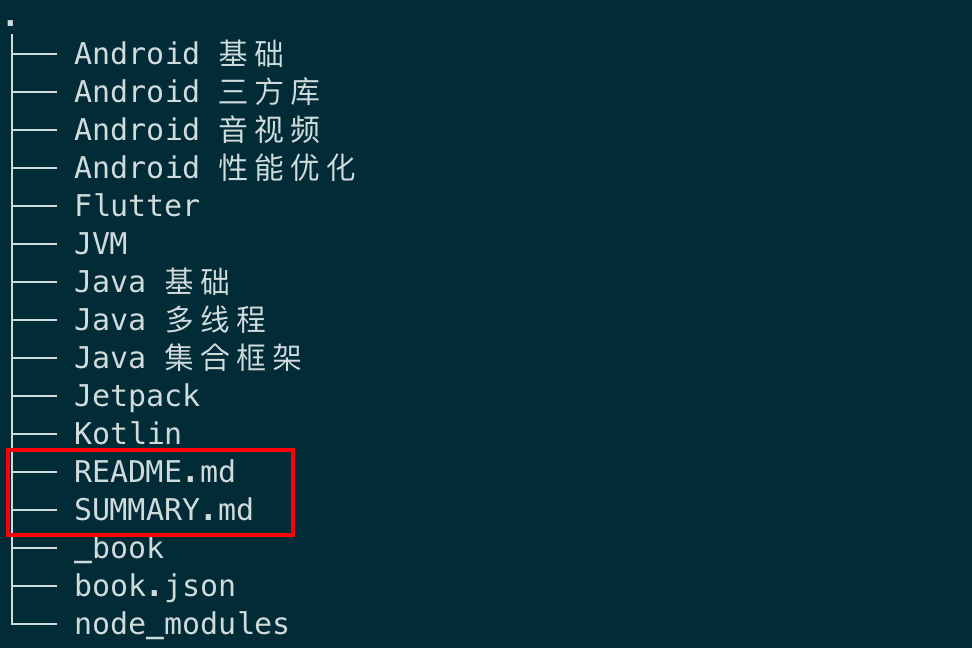 .
├── Android 基础
├── Android 三方库
├── Android 音视频
├── Android 性能优化
├── Flutter
├── JVM
├── Java 基础
├── Java 多线程
├── Java 集合框架
├── Jetpack
├── Kotlin
├── README.md
├── SUMMARY.md
├── _book
├── book.json
└── node_modules